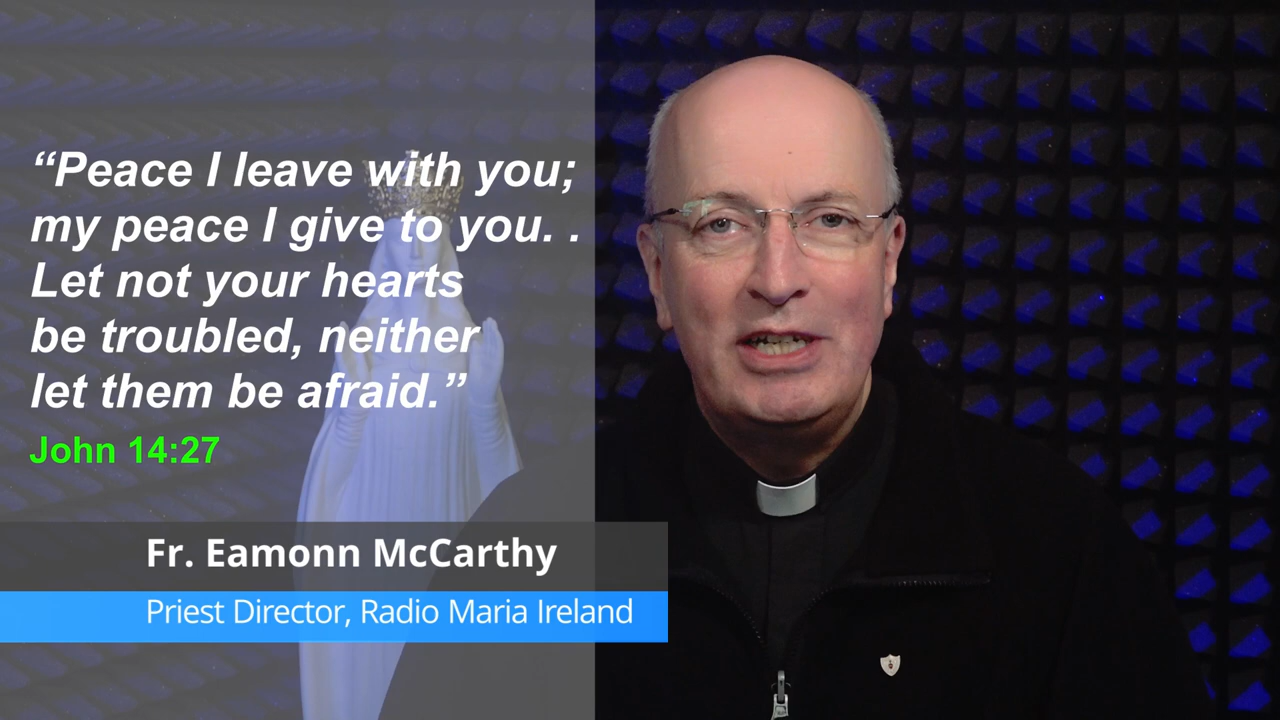 “Peace I leave with you;
my peace I give to you. .
Let not your hearts
be troubled, neither
let them be afraid.”
John 14:27
Fr. Eamonn McCarthy
Priest Director, Radio Maria Ireland